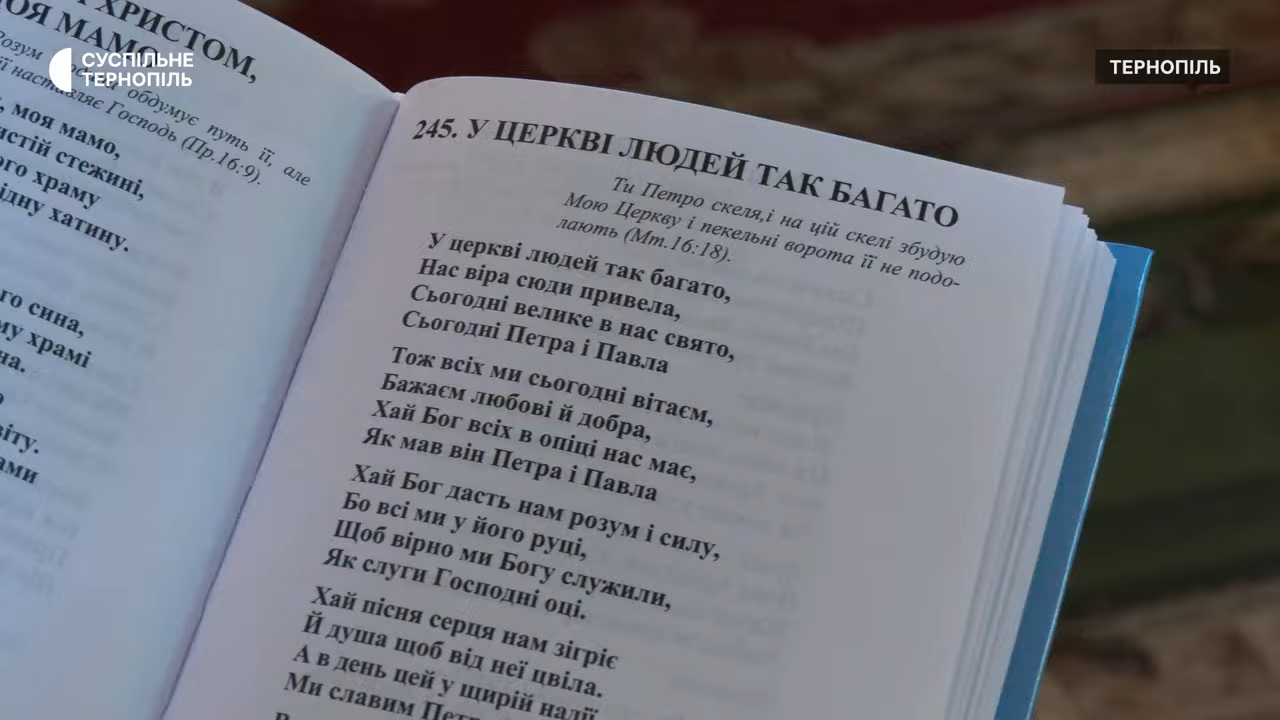 СУСПІЛЬНЕ
ТЕРНОПІЛЬ
ТЕРНОПІЛЬ
ХРИСТОМ,
МАМО
обдумує путь її, але
її наставляє Господь (Пр.16:9).
моя мамо,
стежині,
храму
хатину.
сина,
храмі
245. У ЦЕРКВІ ЛЮДЕЙ ТАК БАГАТО
Ти Петро скеля,і на цій скелі збудую
Мою Церкву і пекельні ворота її не подо-
лають (Мт.16:18).
У церкві людей так багато,
Нас віра сюди привела,
Сьогодні велике в нас свято,
Сьогодні Петра і Павла
Тож всіх ми сьогодні вітаєм,
Бажаєм любові й добра,
Хай Бог всіх в опіці нас має,
Як мав він Петра і Павла
Хай Бог дасть нам розум і силу,
Бо всі ми у його руці,
Щоб вірно ми Богу служили,
Як слуги Господні оці.
Хай пісня серця нам зігріє
Й душа щоб від неї цвіла.
А в день цей у щирій надії
Ми славим